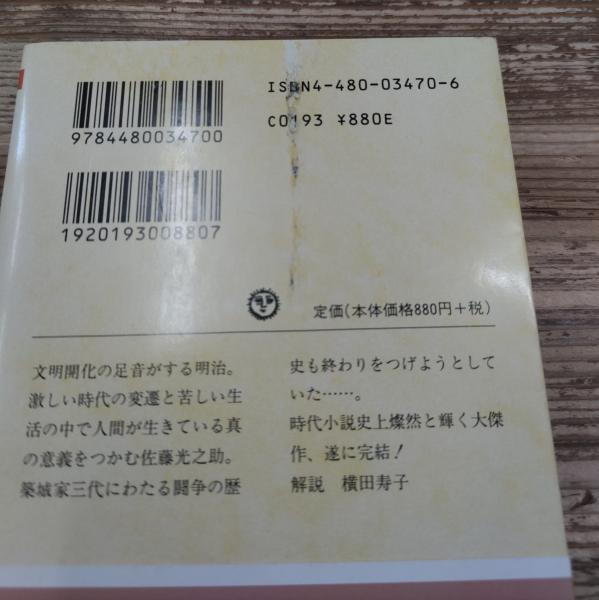 ISBN4-480-03470-6
9784480034700
C0193 ¥880E
1920193008807
定価(本体価格880円+税)
文明開化の足音がする明治。
激しい時代の変遷と苦しい生
活の中で人間が生きている真
の意義をつかむ佐藤光之助。
築城家三代にわたる闘争の歴
史も終わりをつげようとして
いた……。
時代小説史上燦然と輝く大傑
作、遂に完結!
解説 横田寿子